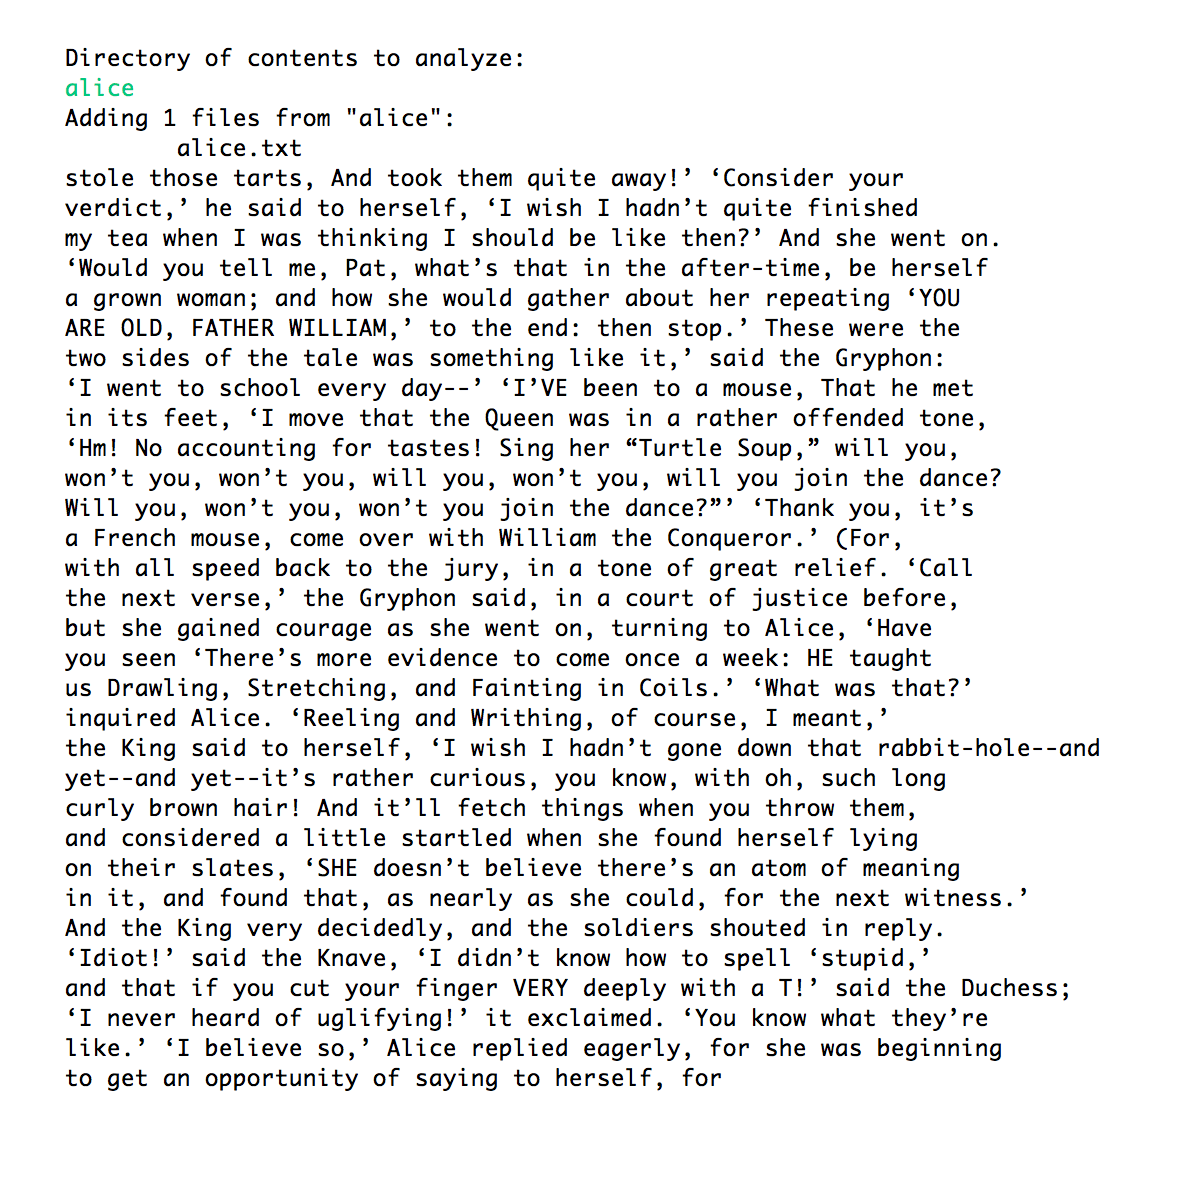 Directory of contents to analyze:
alice
Adding 1 files from "alice":
        alice.txt
stole those tarts, And took them quite away!’ ‘Consider your
verdict,’ he said to herself, ‘I wish I hadn’t quite finished
my tea when I was thinking I should be like then?’ And she went on.
‘Would you tell me, Pat, what’s that in the after-time, be herself
a grown woman; and how she would gather about her repeating ‘YOU
ARE OLD, FATHER WILLIAM,’ to the end: then stop.’ These were the
two sides of the tale was something like it,’ said the Gryphon:
‘I went to school every day--’ ‘I’VE been to a mouse, That he met
in its feet, ‘I move that the Queen was in a rather offended tone,
‘Hm! No accounting for tastes! Sing her “Turtle Soup,” will you,
won’t you, won’t you, will you, won’t you, will you join the dance?
Will you, won’t you, won’t you join the dance?”’ ‘Thank you, it’s
a French mouse, come over with William the Conqueror.’ (For,
with all speed back to the jury, in a tone of great relief. ‘Call
the next verse,’ the Gryphon said, in a court of justice before,
but she gained courage as she went on, turning to Alice, ‘Have
you seen ‘There’s more evidence to come once a week: HE taught
us Drawling, Stretching, and Fainting in Coils.’ ‘What was that?’
inquired Alice. ‘Reeling and Writhing, of course, I meant,’
the King said to herself, ‘I wish I hadn’t gone down that rabbit-hole--and
yet--and yet--it’s rather curious, you know, with oh, such long
curly brown hair! And it’ll fetch things when you throw them,
and considered a little startled when she found herself lying
on their slates, ‘SHE doesn’t believe there’s an atom of meaning
in it, and found that, as nearly as she could, for the next witness.’
And the King very decidedly, and the soldiers shouted in reply.
‘Idiot!’ said the Knave, ‘I didn’t know how to spell ‘stupid,’
and that if you cut your finger VERY deeply with a T!’ said the Duchess;
‘I never heard of uglifying!’ it exclaimed. ‘You know what they’re
like.’ ‘I believe so,’ Alice replied eagerly, for she was beginning
to get an opportunity of saying to herself, for